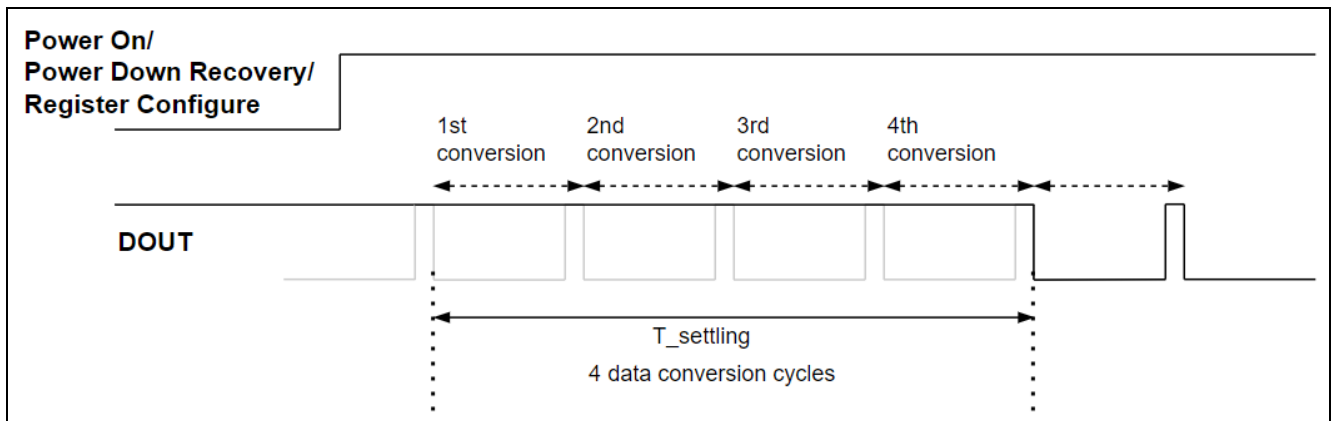 Power On/
Power Down Recovery/
Register Configure
1st
conversion
2nd
conversion
3rd
conversion
4th
conversion
DOUT
T_settling
4 data conversion cycles